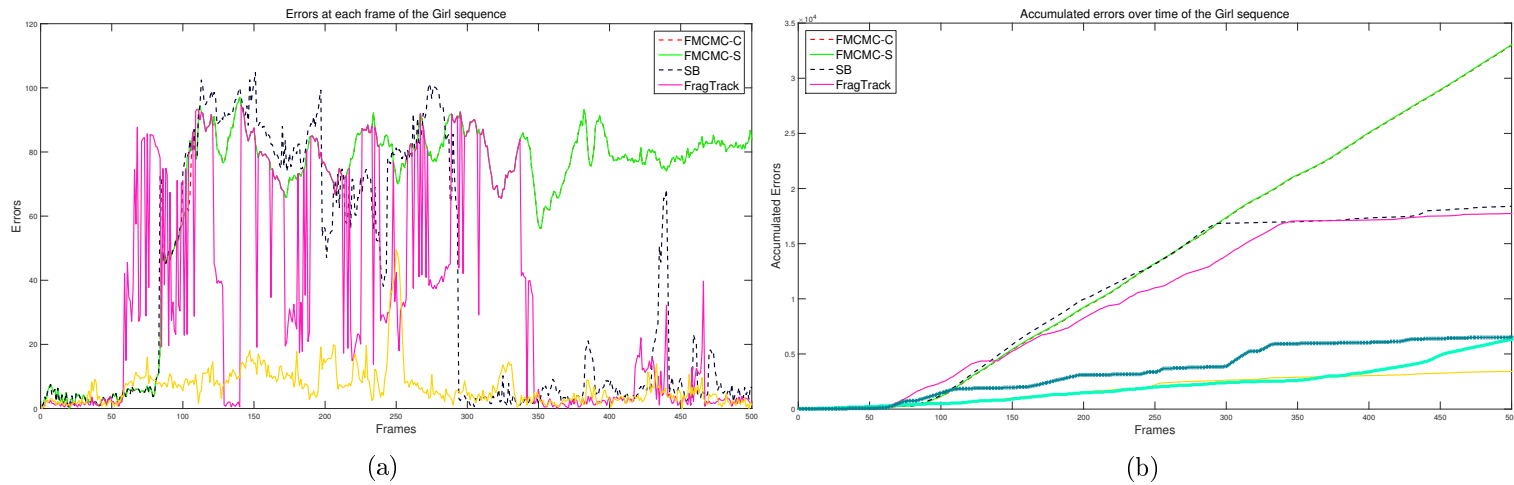 Errors at each frame of the Girl sequence
120
100
80
60
40
20
0
Errors
FMCMC-C
FMCMC-S
SB
FragTrack
0 50 100 150 200 250 300 350 400 450 500
Frames
(a)
Accumulated errors over time of the Girl sequence
× 10^4
3.5
3
2.5
2
1.5
1
0.5
0
Accumulated Errors
FMCMC-C
FMCMC-S
SB
FragTrack
0 50 100 150 200 250 300 350 400 450 500
Frames
(b)